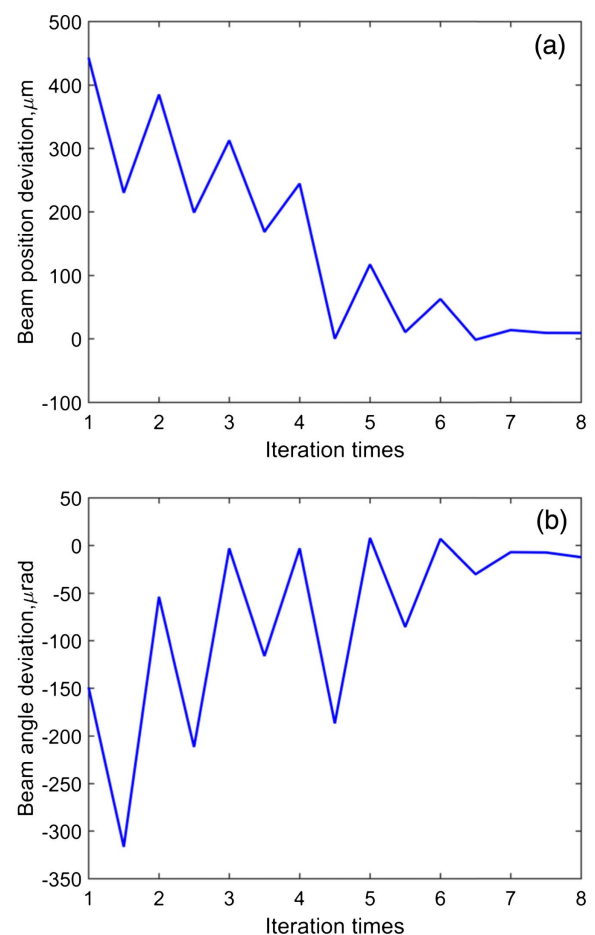 500
(a)
400
300
200
100
0
-100
Beam position deviation,μm
1 2 3 4 5 6 7 8
Iteration times
50
(b)
0
-50
-100
-150
-200
-250
-300
-350
Beam angle deviation,μrad
1 2 3 4 5 6 7 8
Iteration times